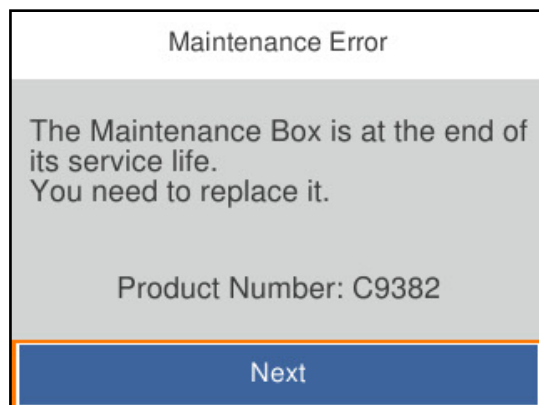 Maintenance Error
The Maintenance Box is at the end of
its service life.
You need to replace it.
Product Number: C9382
Next